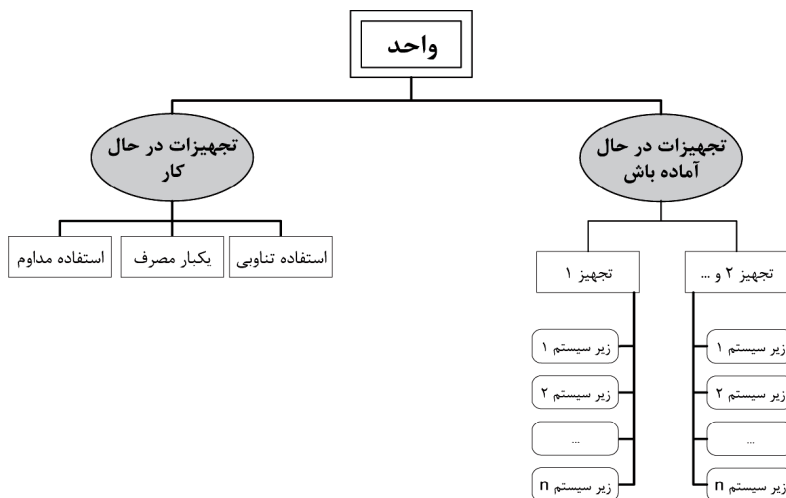 واحد
تجهیزات در حال
آماده باش
تجهیزات در حال
کار
تجهیز ۲ و ...
تجهیز ۱
استفاده تناوبی
یکبار مصرف
استفاده مداوم
زیر سیستم ۱
زیر سیستم ۱
زیر سیستم ۲
زیر سیستم ۲
...
...
زیر سیستم n
زیر سیستم n